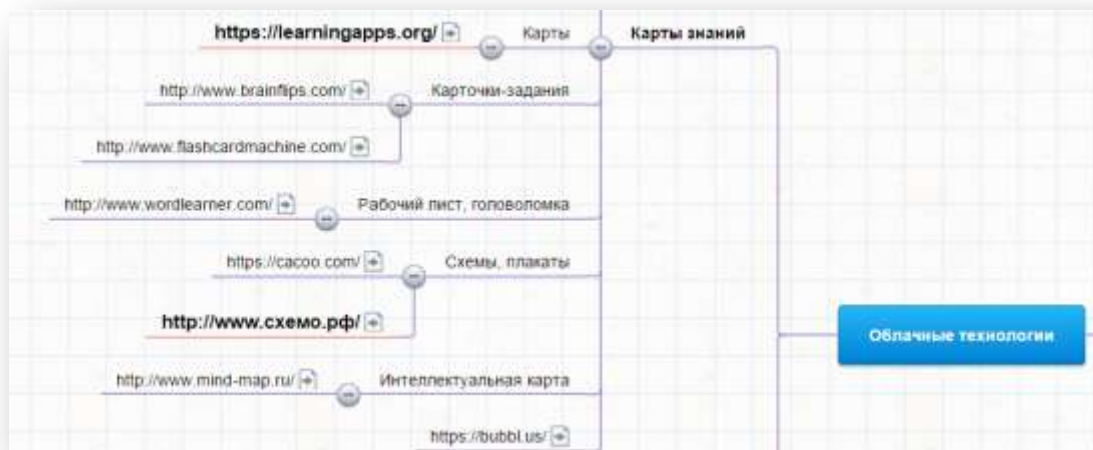 https://learningapps.org/ Карты Карты знаний
http://www.brainflips.com/ Карточки-задания
http://www.flashcardmachine.com/
http://www.wordlearner.com/ Рабочий лист, головоломка
https://cacoo.com/ Схемы, плакаты
http://www.схемо.рф/
Облачные технологии
http://www.mind-map.ru/ Интеллектуальная карта
https://bubbl.us/